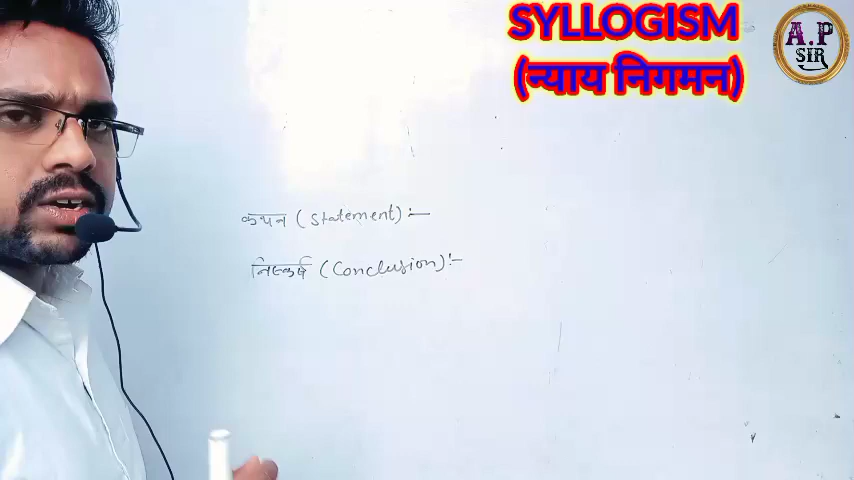 SYLLOGISM
(न्याय निगमन)
A.P
SIR
कथन (Statement) :—
निष्कर्ष (Conclusion) :—